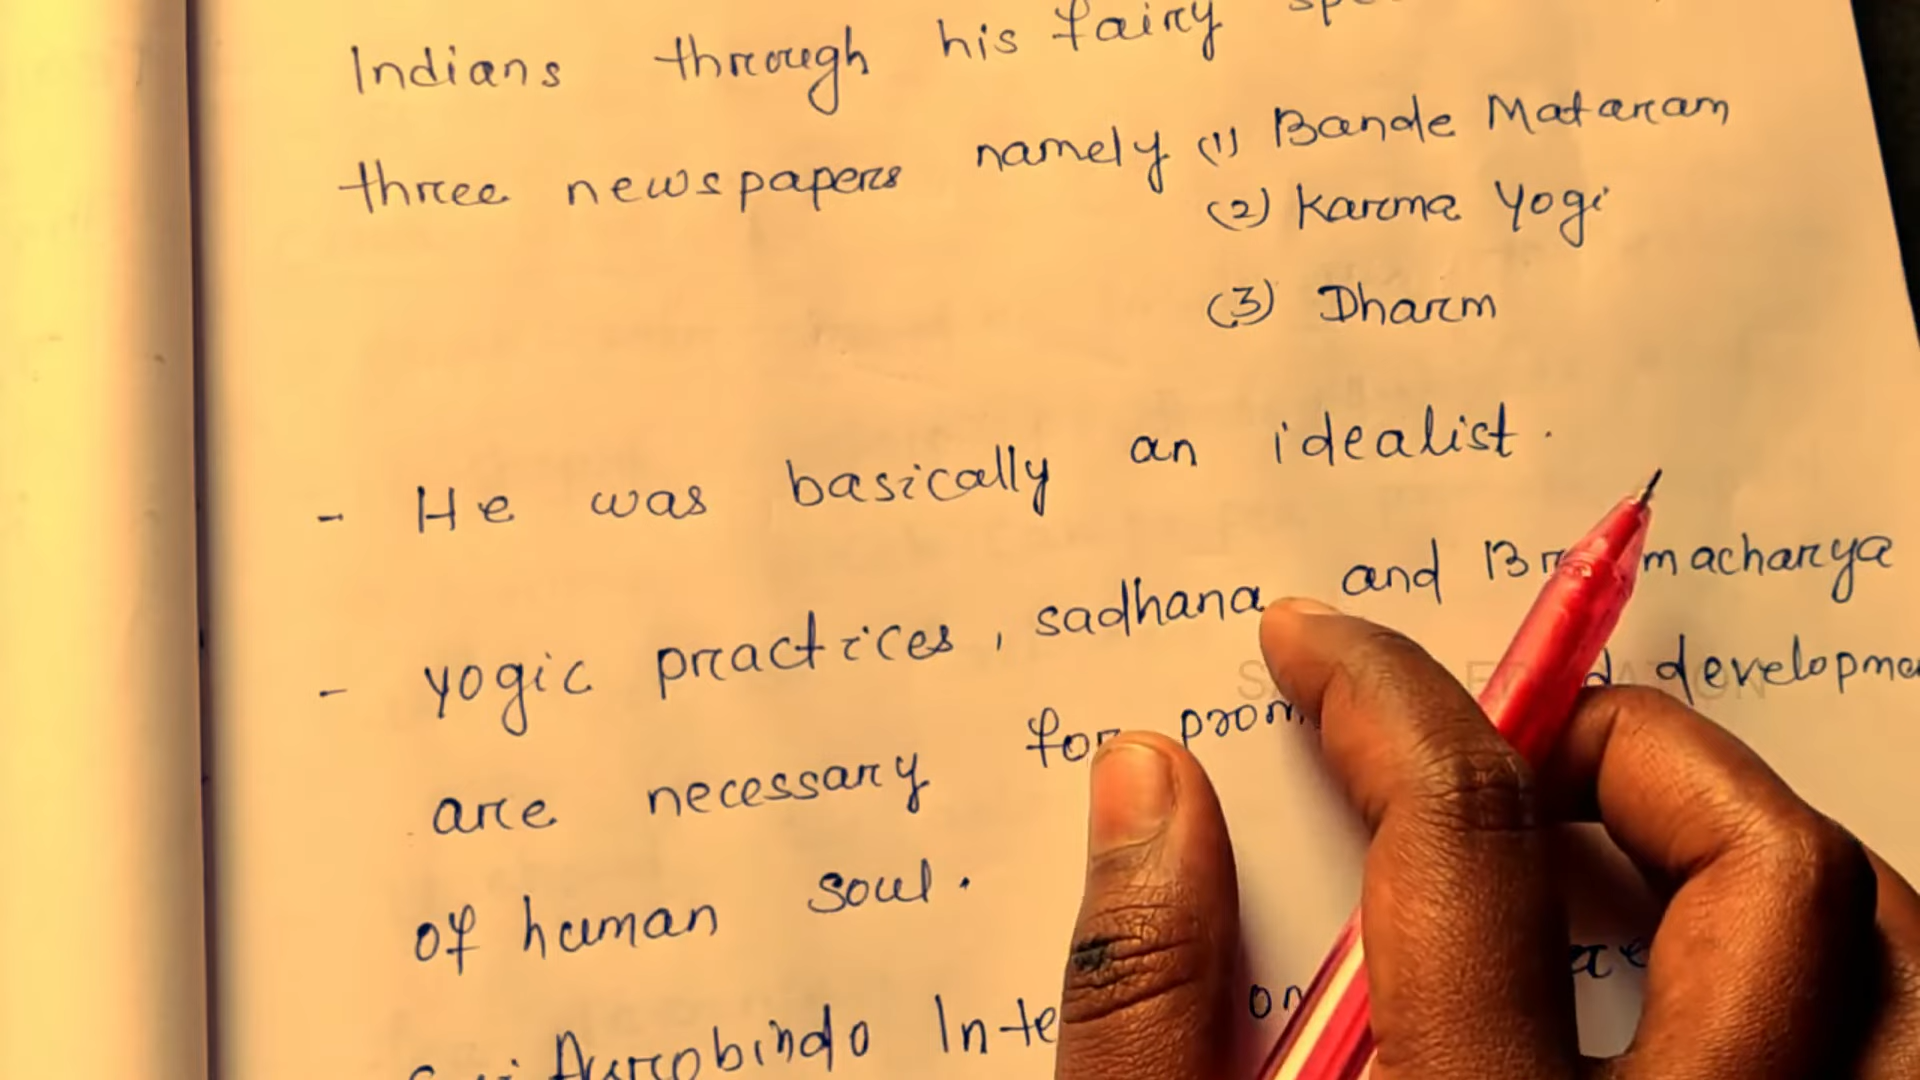 Indians through his fairy
three newspapers namely (1) Bande Mataram
(2) Karma Yogi
(3) Dharm
- He was basically an idealist.
- yogic practices, sadhana and
are necessary for
of human soul.
Aurobindo